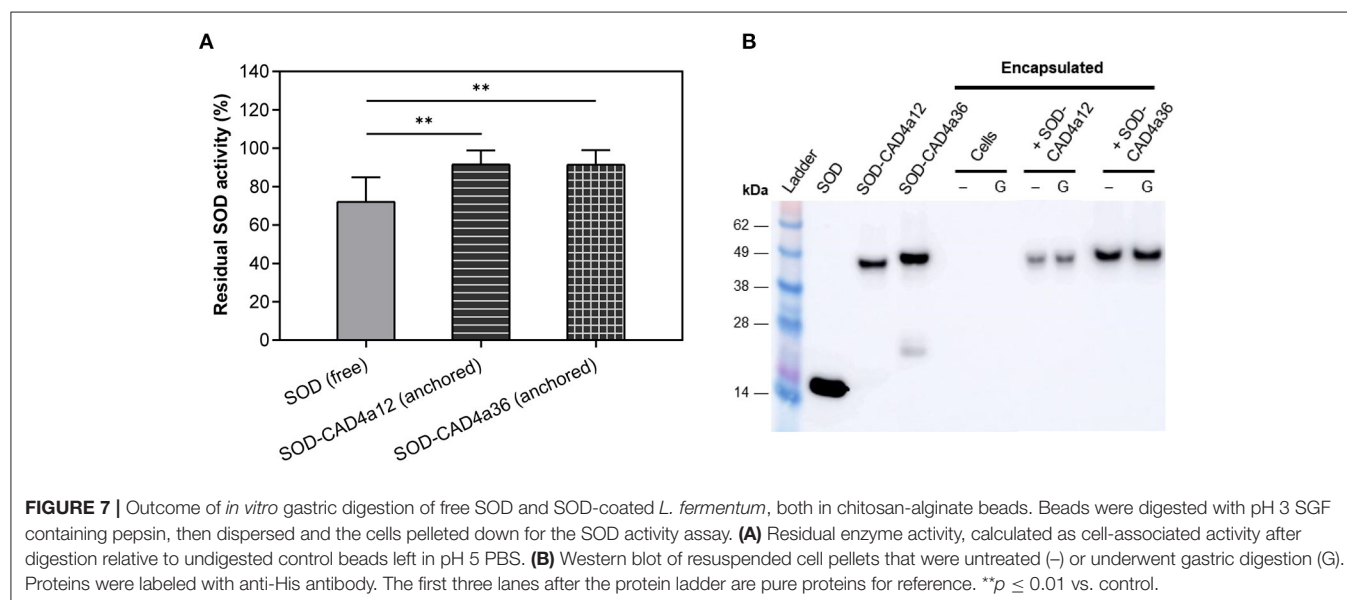 A
Residual SOD activity (%)
140
120
100
80
60
40
20
0
**
**
SOD (free)
SOD-CAD4a12 (anchored)
SOD-CAD4a36 (anchored)
B
Encapsulated
kDa
Ladder
SOD
SOD-CAD4a12
SOD-CAD4a36
Cells
+ SOD-
CAD4a12
+ SOD-
CAD4a36
– G – G – G
62 —
49 —
38 —
28 —
14 —
FIGURE 7 | Outcome of in vitro gastric digestion of free SOD and SOD-coated L. fermentum, both in chitosan-alginate beads. Beads were digested with pH 3 SGF
containing pepsin, then dispersed and the cells pelleted down for the SOD activity assay. (A) Residual enzyme activity, calculated as cell-associated activity after
digestion relative to undigested control beads left in pH 5 PBS. (B) Western blot of resuspended cell pellets that were untreated (–) or underwent gastric digestion (G).
Proteins were labeled with anti-His antibody. The first three lanes after the protein ladder are pure proteins for reference. **p ≤ 0.01 vs. control.